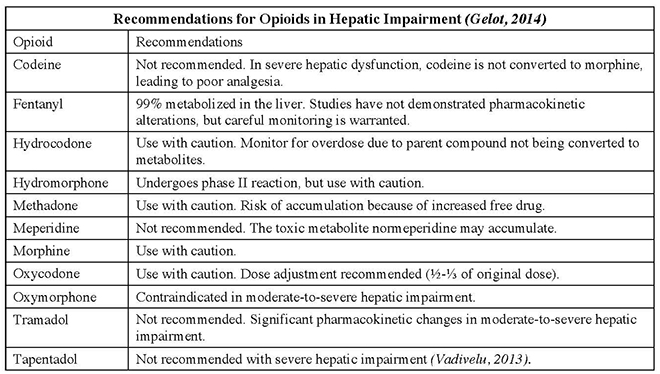 Recommendations for Opioids in Hepatic Impairment (Gelot, 2014)
Opioid Recommendations
Codeine Not recommended. In severe hepatic dysfunction, codeine is not converted to morphine,
leading to poor analgesia.
Fentanyl 99% metabolized in the liver. Studies have not demonstrated pharmacokinetic
alterations, but careful monitoring is warranted.
Hydrocodone Use with caution. Monitor for overdose due to parent compound not being converted to
metabolites.
Hydromorphone Undergoes phase II reaction, but use with caution.
Methadone Use with caution. Risk of accumulation because of increased free drug.
Meperidine Not recommended. The toxic metabolite normeperidine may accumulate.
Morphine Use with caution.
Oxycodone Use with caution. Dose adjustment recommended (½-⅓ of original dose).
Oxymorphone Contraindicated in moderate-to-severe hepatic impairment.
Tramadol Not recommended. Significant pharmacokinetic changes in moderate-to-severe hepatic
impairment.
Tapentadol Not recommended with severe hepatic impairment (Vadivelu, 2013).